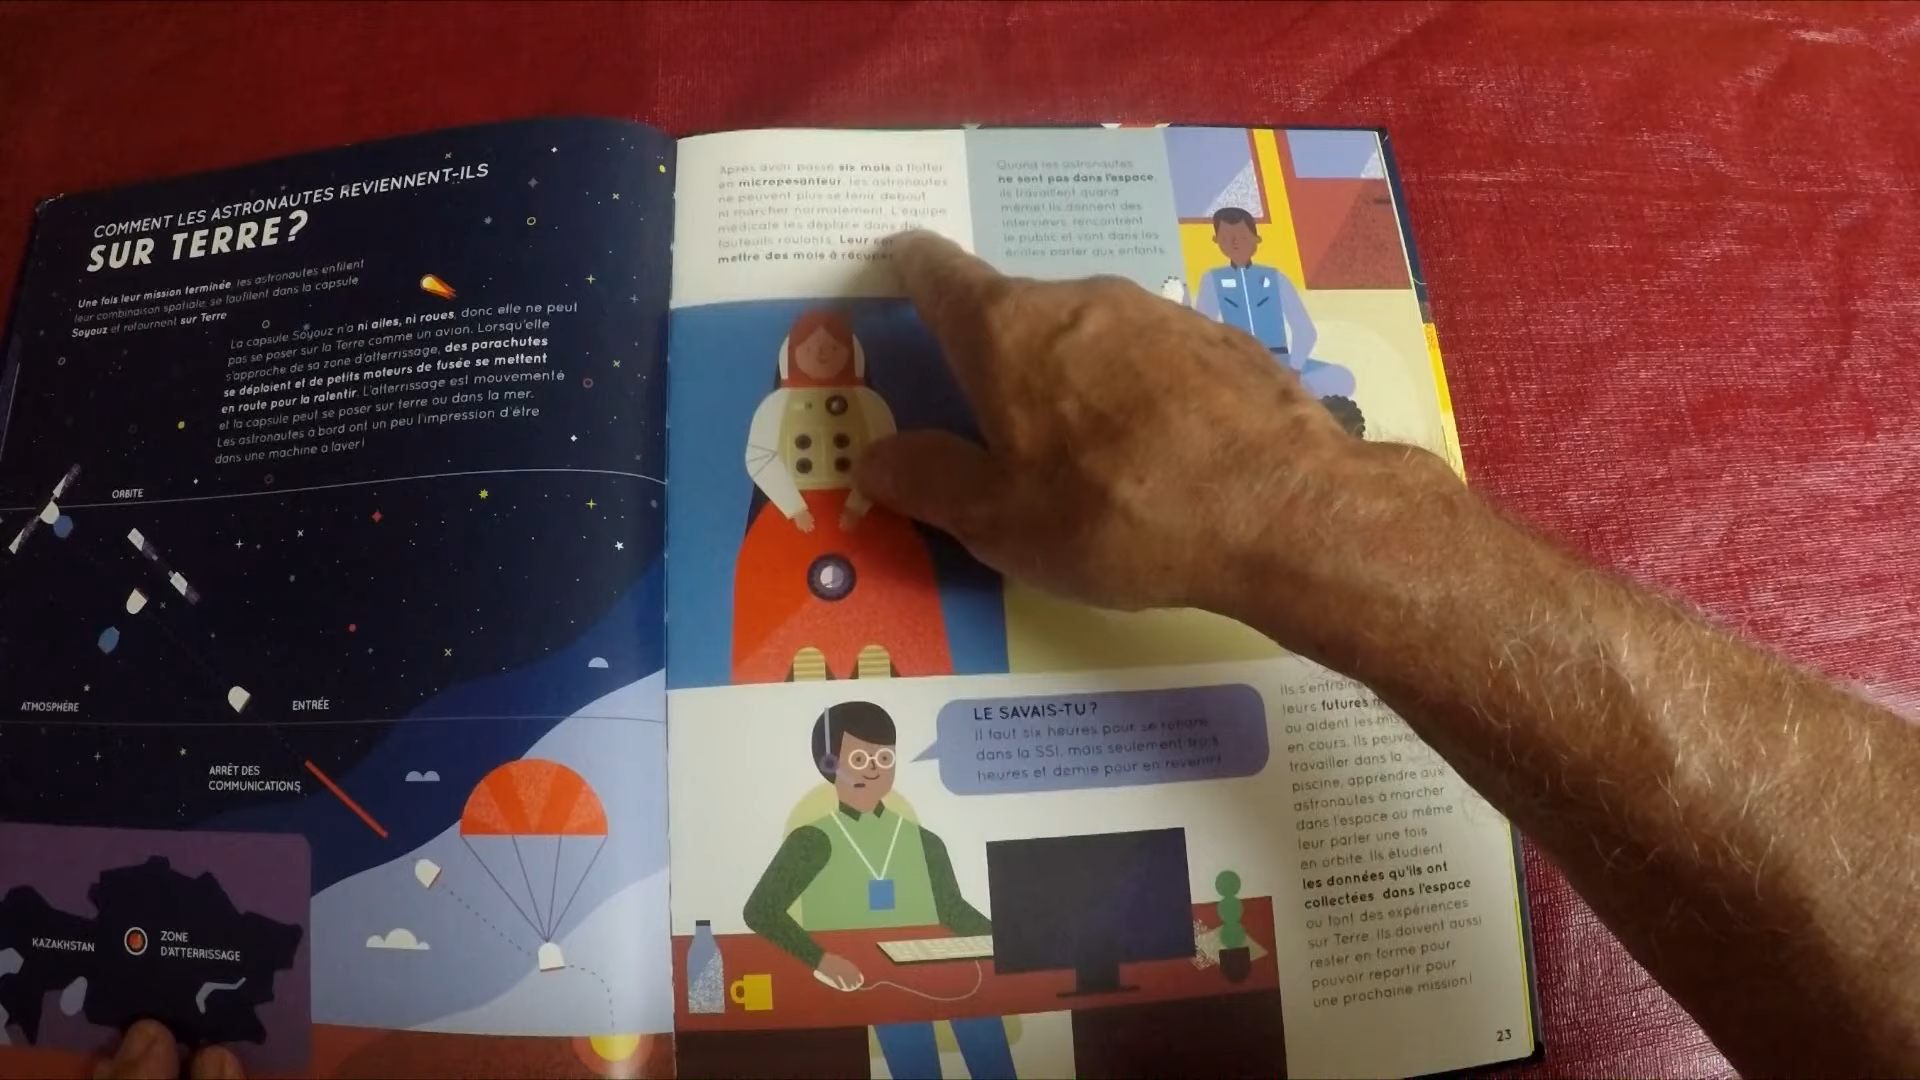 COMMENT LES ASTRONAUTES REVIENNENT-ILS
SUR TERRE?
Une fois leur mission terminée, les astronautes enfilent
leur combinaison spatiale, se faufilent dans la capsule
Soyouz et retournent sur Terre
La capsule Soyouz n'a ni ailes, ni roues, donc elle ne peut
pas se poser sur la Terre comme un avion. Lorsqu'elle
s'approche de sa zone d'atterrissage, des parachutes
se déploient et de petits moteurs de fusée se mettent
en route pour la ralentir. L'atterrissage est mouvementé
et la capsule peut se poser sur terre ou dans la mer.
Les astronautes à bord ont un peu l'impression d'être
dans une machine à laver!
ORBITE
ATMOSPHÈRE
ENTRÉE
ARRÊT DES
COMMUNICATIONS
KAZAKHSTAN
ZONE
D'ATTERRISSAGE
Après avoir passé six mois à flotter
en micropesanteur, les astronautes
ne peuvent plus se tenir debout
ni marcher normalement. L'équipe
médicale les déplace dans des
fauteuils roulants. Leur
mettre des mois à
Quand les astronautes
ne sont pas dans l'espace,
ils travaillent quand
même! Ils donnent des
interviews, rencontrent
le public et vont dans les
écoles parler aux enfants.
LE SAVAIS-TU?
Il faut six heures pour se rendre
dans la SSI, mais seulement trois
heures et demie pour en revenir!
Ils
leurs futures
ou aident les
en cours. Ils
travailler dans la
piscine, apprendre aux
astronautes à marcher
dans l'espace ou même
leur parler une fois
en orbite. Ils étudient
les données qu'ils ont
collectées dans l'espace
ou font des expériences
sur Terre. Ils doivent aussi
rester en forme pour
pouvoir repartir pour
une prochaine mission!
23